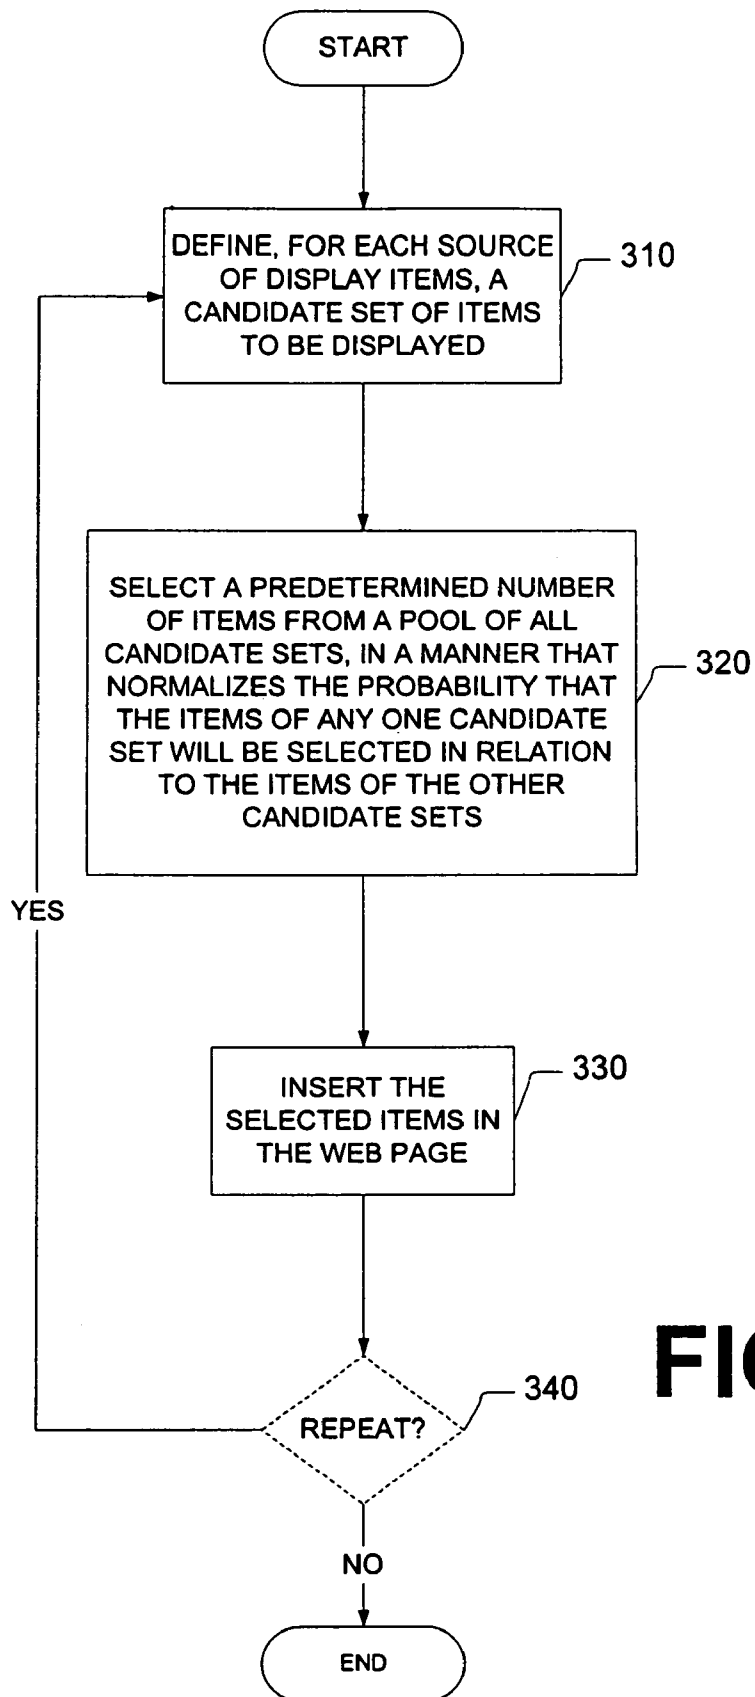 START
DEFINE, FOR EACH SOURCE
OF DISPLAY ITEMS, A
CANDIDATE SET OF ITEMS
TO BE DISPLAYED
310
SELECT A PREDETERMINED NUMBER
OF ITEMS FROM A POOL OF ALL
CANDIDATE SETS, IN A MANNER THAT
NORMALIZES THE PROBABILITY THAT
THE ITEMS OF ANY ONE CANDIDATE
SET WILL BE SELECTED IN RELATION
TO THE ITEMS OF THE OTHER
CANDIDATE SETS
320
YES
INSERT THE
SELECTED ITEMS IN
THE WEB PAGE
330
REPEAT?
340
NO
END